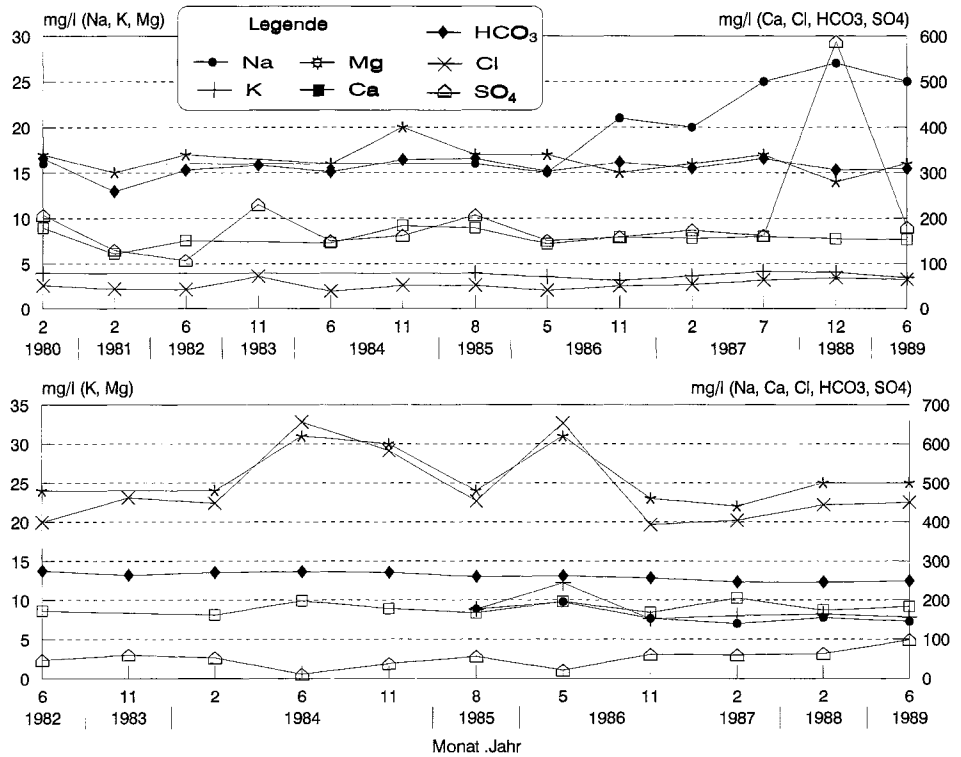 mg/l (Na, K, Mg) mg/l (Ca, Cl, HCO3, SO4)
Legende
HCO₃
Na Mg Cl
K Ca SO₄
30 600
25 500
20 400
15 300
10 200
5 100
0 0
2 2 6 11 6 11 8 5 11 2 7 12 6
1980 1981 1982 1983 1984 1985 1986 1987 1988 1989
mg/l (K, Mg) mg/l (Na, Ca, Cl, HCO3, SO4)
35 700
30 600
25 500
20 400
15 300
10 200
5 100
0 0
6 11 2 6 11 8 5 11 2 2 6
1982 1983 1984 1985 1986 1987 1988 1989
Monat .Jahr